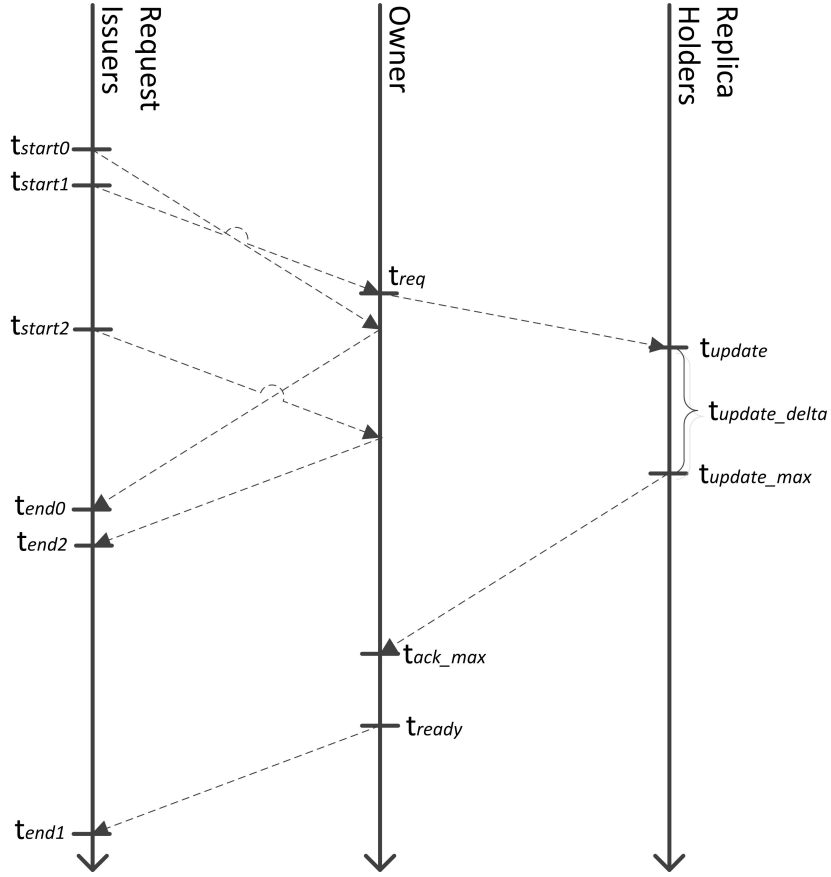 Request
Issuers
Owner
Replica
Holders
tstart0
tstart1
treq
tstart2
tupdate
tupdate_delta
tupdate_max
tend0
tend2
tack_max
tready
tend1